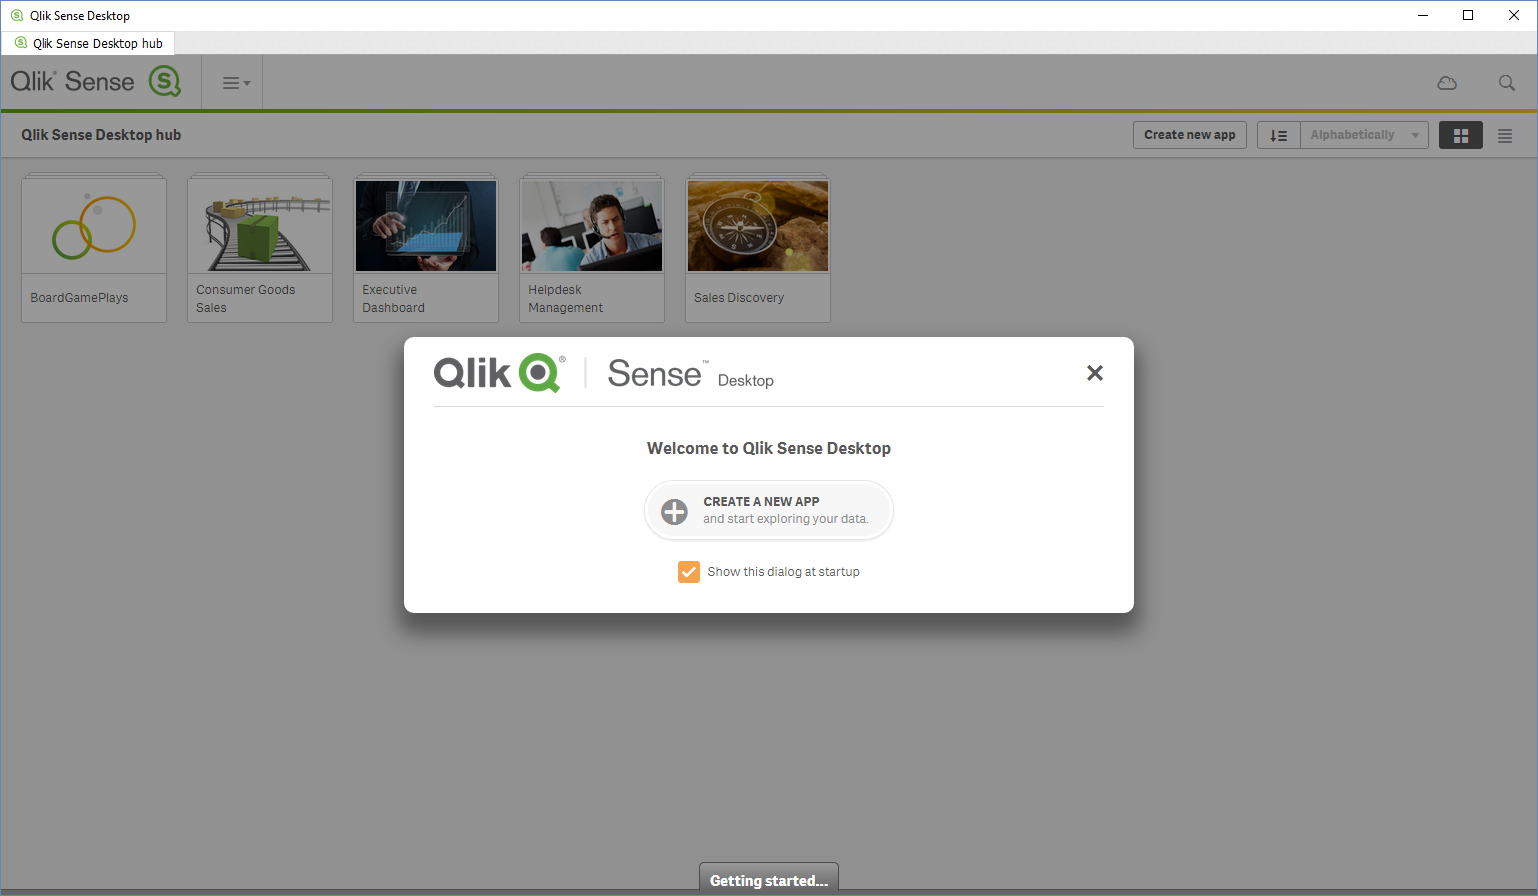 Qlik Sense Desktop
Qlik Sense Desktop hub
Qlik Sense
Qlik Sense Desktop hub
Create new app
Alphabetically
BoardGamePlays
Consumer Goods
Sales
Executive
Dashboard
Helpdesk
Management
Sales Discovery
Qlik® Sense™ Desktop
Welcome to Qlik Sense Desktop
CREATE A NEW APP
and start exploring your data.
Show this dialog at startup
Getting started...